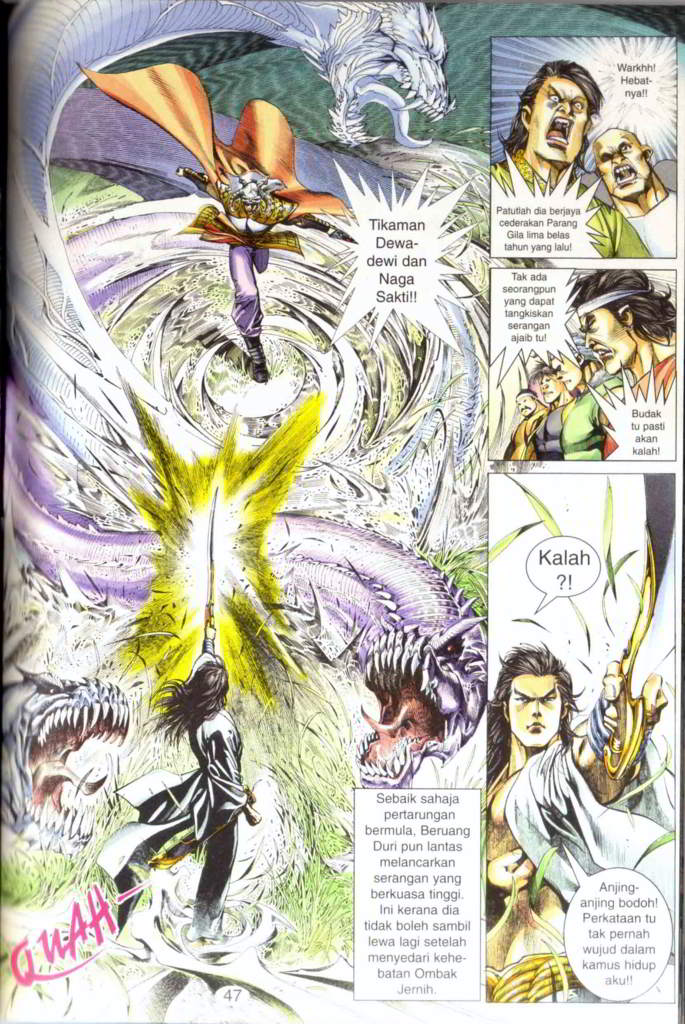 Tikaman
Dewa-
dewi dan
Naga
Sakti!!
Warkhh!
Hebat-
nya!!
Patutlah dia berjaya
cederakan Parang
Gila lima belas
tahun yang lalu!
Tak ada
seorangpun
yang dapat
tangkiskan
serangan
ajaib tu!
Budak
tu pasti
akan
kalah!
Kalah
?!
Anjing-
anjing bodoh!
Perkataan tu
tak pernah
wujud dalam
kamus hidup
aku!!
Sebaik sahaja
pertarungan
bermula, Beruang
Duri pun lantas
melancarkan
serangan yang
berkuasa tinggi.
Ini kerana dia
tidak boleh sambil
lewa lagi setelah
menyedari kehe-
batan Ombak
Jernih.
QUAH
47